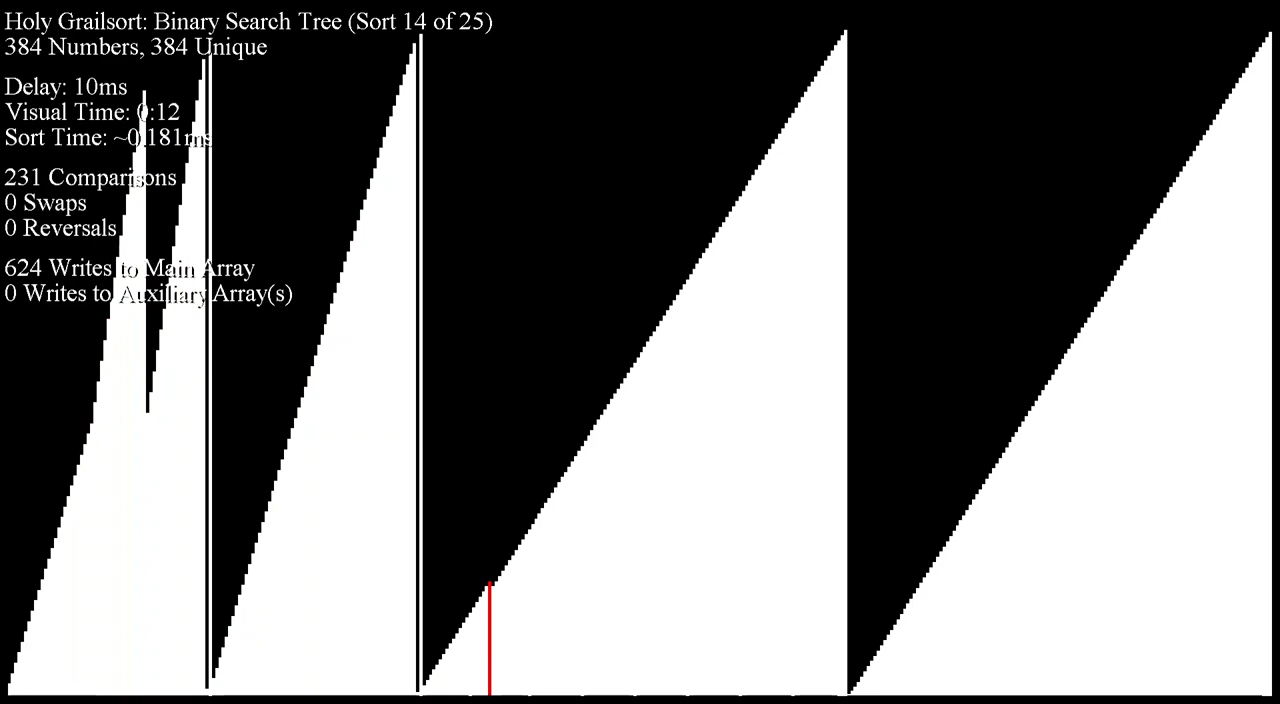 Holy Grailsort: Binary Search Tree (Sort 14 of 25)
384 Numbers, 384 Unique
Delay: 10ms
Visual Time: 0:12
Sort Time: ~0.181ms
231 Comparisons
0 Swaps
0 Reversals
624 Writes to Main Array
0 Writes to Auxiliary Array(s)